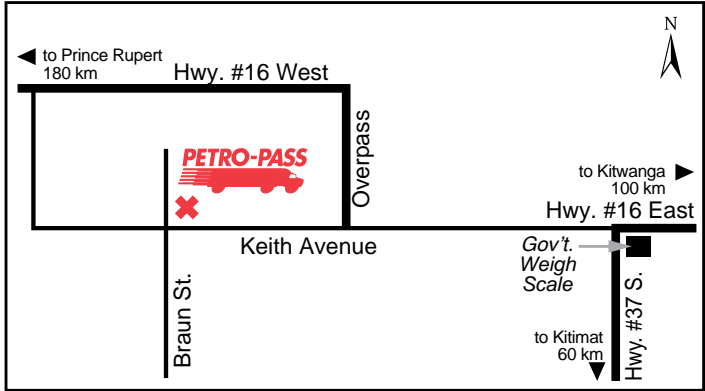 to Prince Rupert
180 km
Hwy. #16 West
N
PETRO-PASS
Overpass
to Kitwanga
100 km
Hwy. #16 East
Keith Avenue
Gov't.
Weigh
Scale
Braun St.
Hwy. #37 S.
to Kitimat
60 km